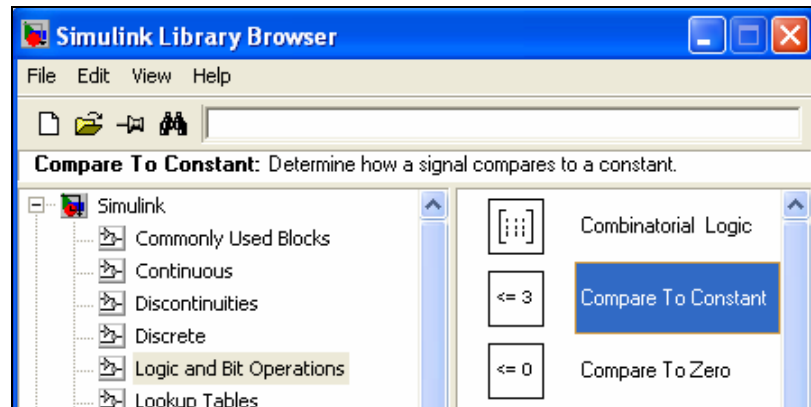 Simulink Library Browser
File Edit View Help
Compare To Constant: Determine how a signal compares to a constant.
Simulink
Commonly Used Blocks
Continuous
Discontinuities
Discrete
Logic and Bit Operations
Lookup Tables
Combinatorial Logic
<= 3 Compare To Constant
<= 0 Compare To Zero